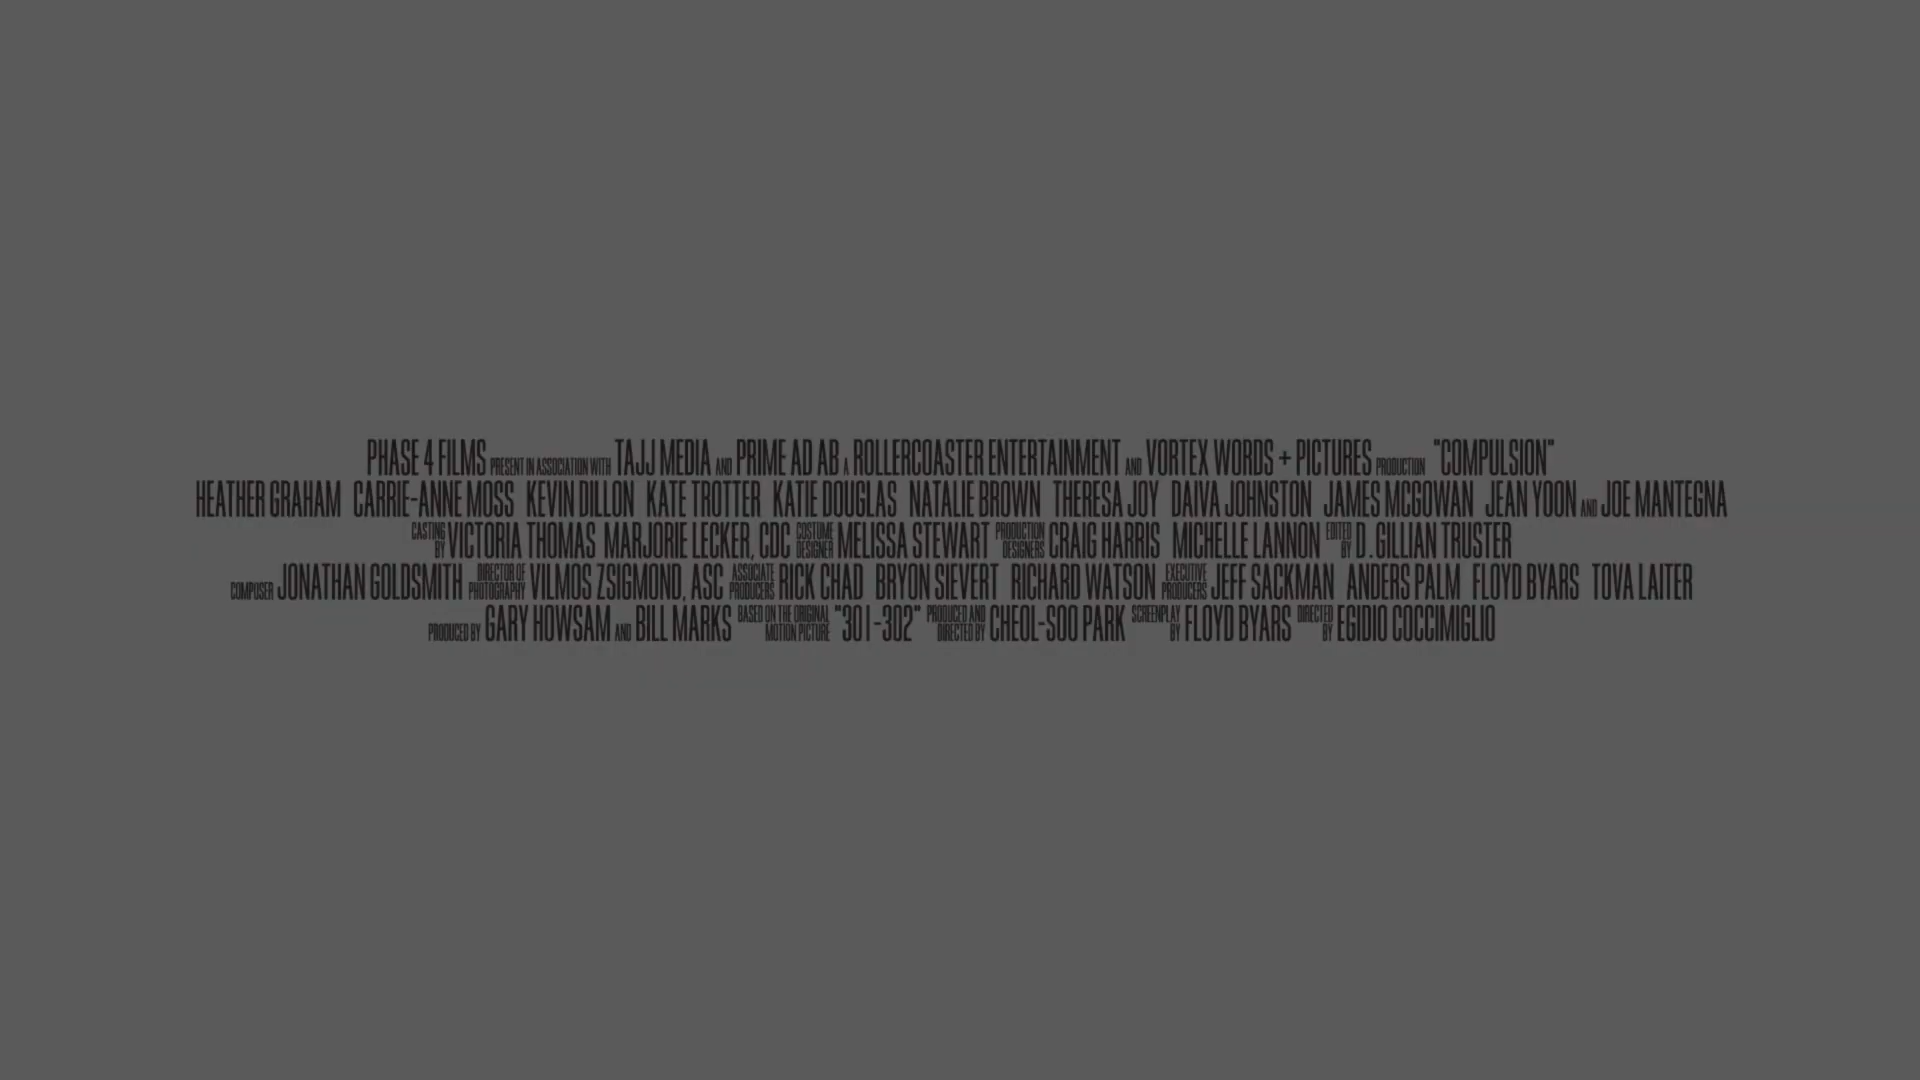 PHASE 4 FILMS PRESENT IN ASSOCIATION WITH TAJJ MEDIA AND PRIME AD AB A ROLLERCOASTER ENTERTAINMENT AND VORTEX WORDS + PICTURES PRODUCTION "COMPULSION"
HEATHER GRAHAM CARRIE-ANNE MOSS KEVIN DILLON KATE TROTTER KATIE DOUGLAS NATALIE BROWN THERESA JOY DAIVA JOHNSTON JAMES MCGOWAN JEAN YOON AND JOE MANTEGNA
CASTING BY VICTORIA THOMAS MARJORIE LECKER, CDC COSTUME DESIGNER MELISSA STEWART PRODUCTION DESIGNERS CRAIG HARRIS MICHELLE LANNON EDITED BY D. GILLIAN TRUSTER
COMPOSER JONATHAN GOLDSMITH DIRECTOR OF PHOTOGRAPHY VILMOS ZSIGMOND, ASC ASSOCIATE PRODUCERS RICK CHAD BRYON SIEVERT RICHARD WATSON EXECUTIVE PRODUCERS JEFF SACKMAN ANDERS PALM FLOYD BYARS TOVA LAITER
PRODUCED BY GARY HOWSAM AND BILL MARKS BASED ON THE ORIGINAL MOTION PICTURE "301-302" PRODUCED AND DIRECTED BY CHEOL-SOO PARK SCREENPLAY BY FLOYD BYARS DIRECTED BY EGIDIO COCCIMIGLIO